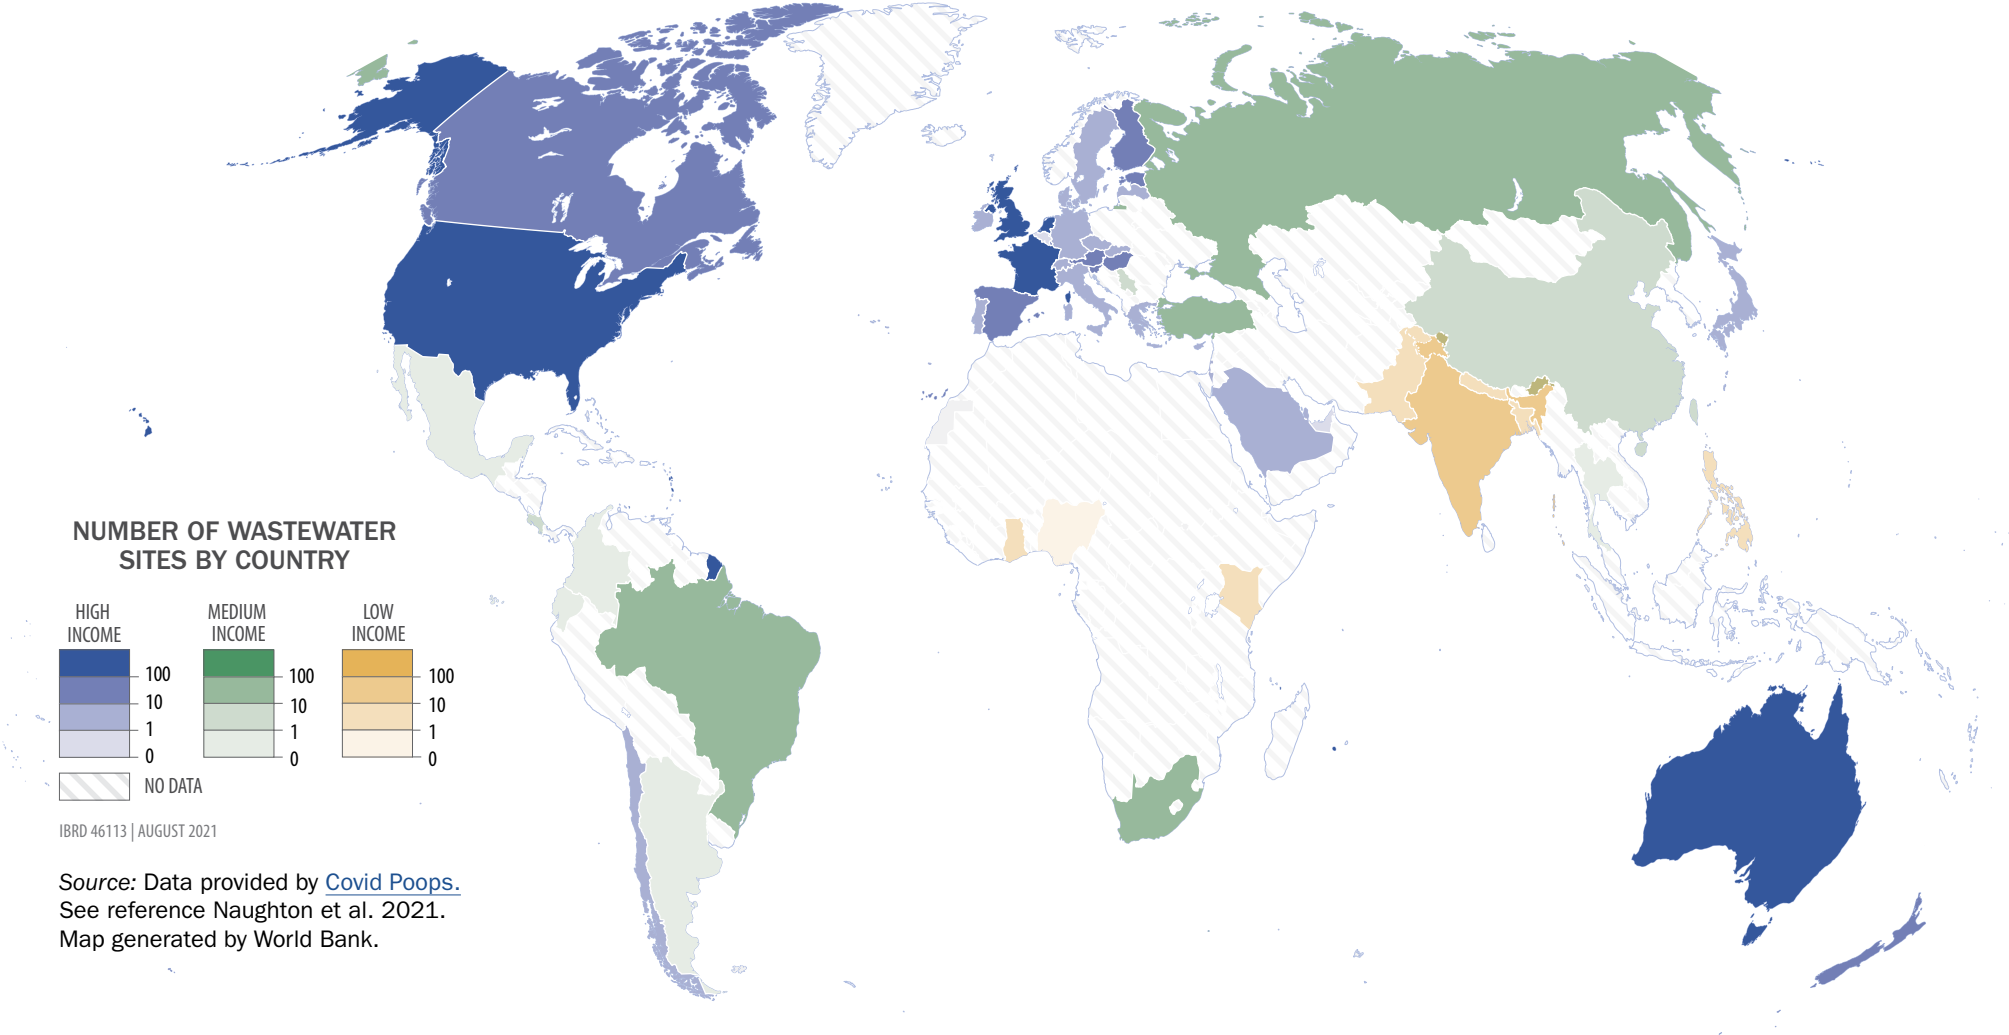 NUMBER OF WASTEWATER
SITES BY COUNTRY
HIGH
INCOME
100
10
1
0
MEDIUM
INCOME
100
10
1
0
LOW
INCOME
100
10
1
0
NO DATA
IBRD 46113 | AUGUST 2021
Source: Data provided by Covid Poops.
See reference Naughton et al. 2021.
Map generated by World Bank.